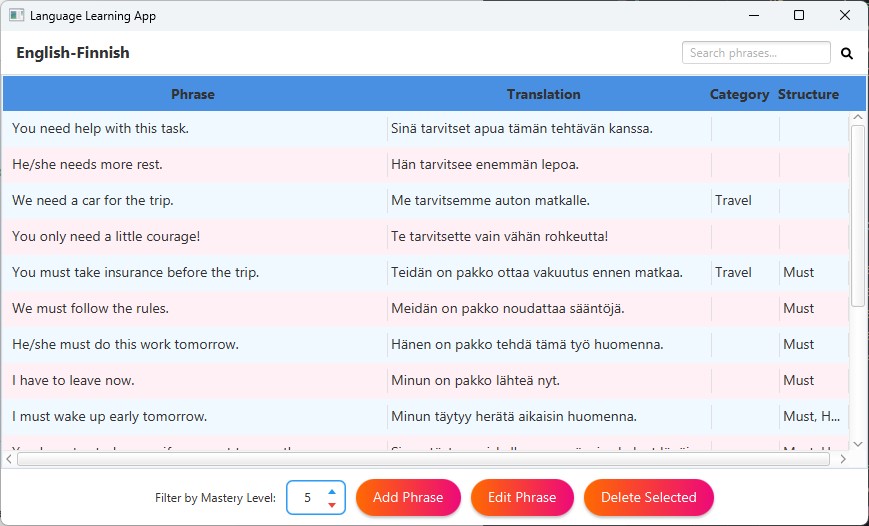 Language Learning App
English-Finnish
Search phrases...
Phrase Translation Category Structure
You need help with this task. Sinä tarvitset apua tämän tehtävän kanssa.
He/she needs more rest. Hän tarvitsee enemmän lepoa.
We need a car for the trip. Me tarvitsemme auton matkalle. Travel
You only need a little courage! Te tarvitsette vain vähän rohkeutta!
You must take insurance before the trip. Teidän on pakko ottaa vakuutus ennen matkaa. Travel Must
We must follow the rules. Meidän on pakko noudattaa sääntöjä. Must
He/she must do this work tomorrow. Hänen on pakko tehdä tämä työ huomenna. Must
I have to leave now. Minun on pakko lähteä nyt. Must
I must wake up early tomorrow. Minun täytyy herätä aikaisin huomenna. Must, H...
Filter by Mastery Level: 5 Add Phrase Edit Phrase Delete Selected